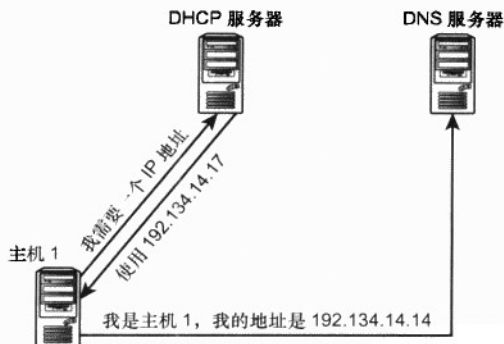 DHCP 服务器
DNS 服务器
我需要一个 IP 地址
使用 192.134.14.17
主机 1
我是主机 1，我的地址是 192.134.14.14